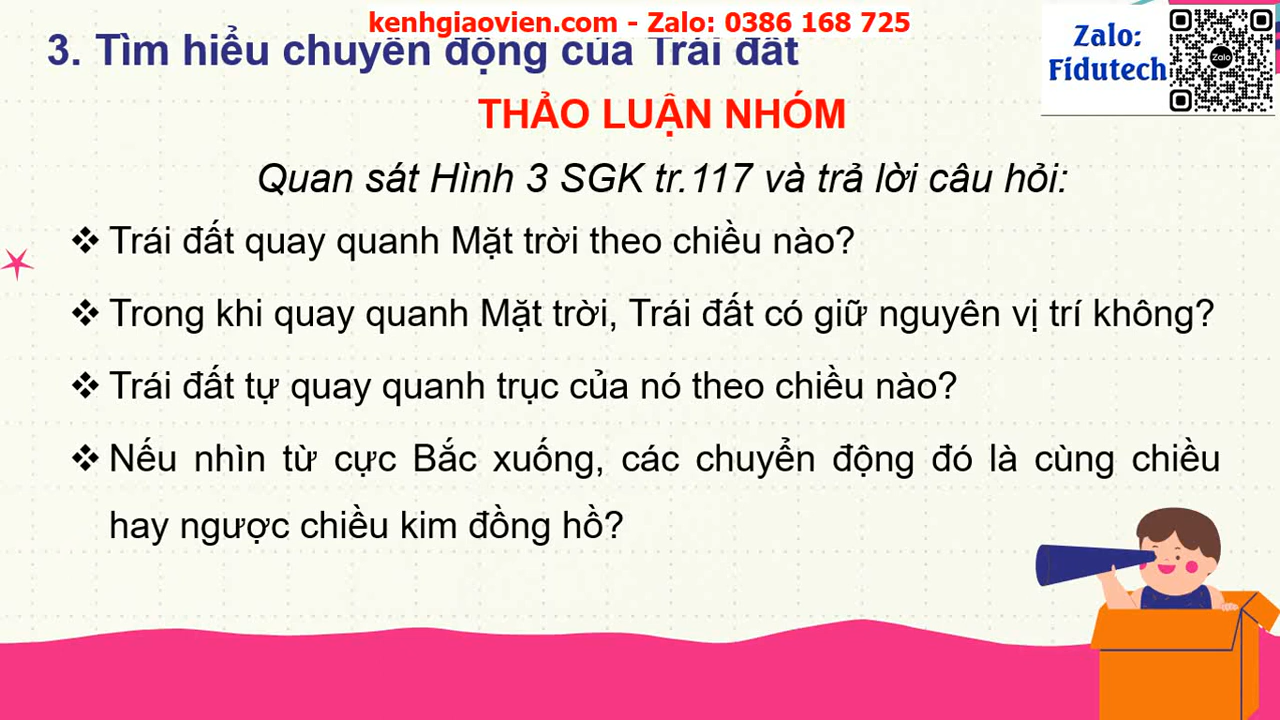 kenhgiaovien.com - Zalo: 0386 168 725
3. Tìm hiểu chuyển động của Trái đất
Zalo:
Fidutech
Zalo
THẢO LUẬN NHÓM
Quan sát Hình 3 SGK tr.117 và trả lời câu hỏi:
❖ Trái đất quay quanh Mặt trời theo chiều nào?
❖ Trong khi quay quanh Mặt trời, Trái đất có giữ nguyên vị trí không?
❖ Trái đất tự quay quanh trục của nó theo chiều nào?
❖ Nếu nhìn từ cực Bắc xuống, các chuyển động đó là cùng chiều
hay ngược chiều kim đồng hồ?